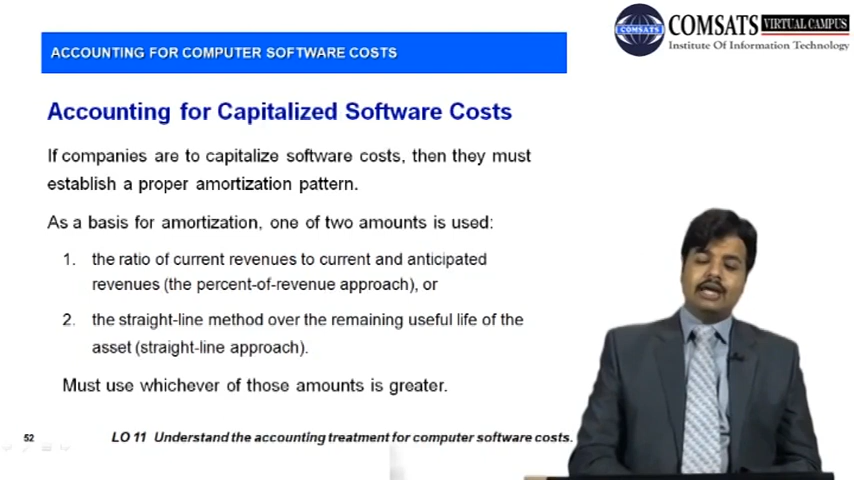 COMSATS VIRTUAL CAMPUS
COMSATS
Institute Of Information Technology
ACCOUNTING FOR COMPUTER SOFTWARE COSTS
Accounting for Capitalized Software Costs
If companies are to capitalize software costs, then they must
establish a proper amortization pattern.
As a basis for amortization, one of two amounts is used:
1. the ratio of current revenues to current and anticipated
revenues (the percent-of-revenue approach), or
2. the straight-line method over the remaining useful life of the
asset (straight-line approach).
Must use whichever of those amounts is greater.
52 LO 11 Understand the accounting treatment for computer software costs.